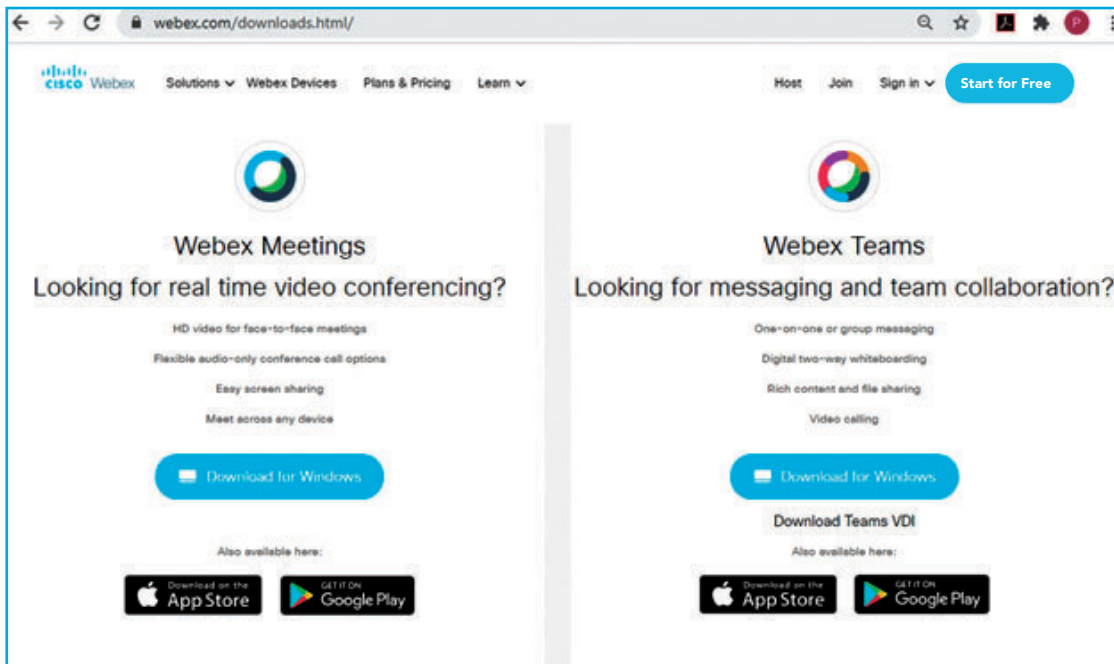 webex.com/downloads.html/
P
cisco Webex Solutions Webex Devices Plans & Pricing Learn Host Join Sign in Start for Free
Webex Meetings
Looking for real time video conferencing?
HD video for face-to-face meetings
Flexible audio-only conference call options
Easy screen sharing
Meet across any device
Download for Windows
Also available here:
Download on the
App Store
GET IT ON
Google Play
Webex Teams
Looking for messaging and team collaboration?
One-on-one or group messaging
Digital two-way whiteboarding
Rich content and file sharing
Video calling
Download for Windows
Download Teams VDI
Also available here:
Download on the
App Store
GET IT ON
Google Play